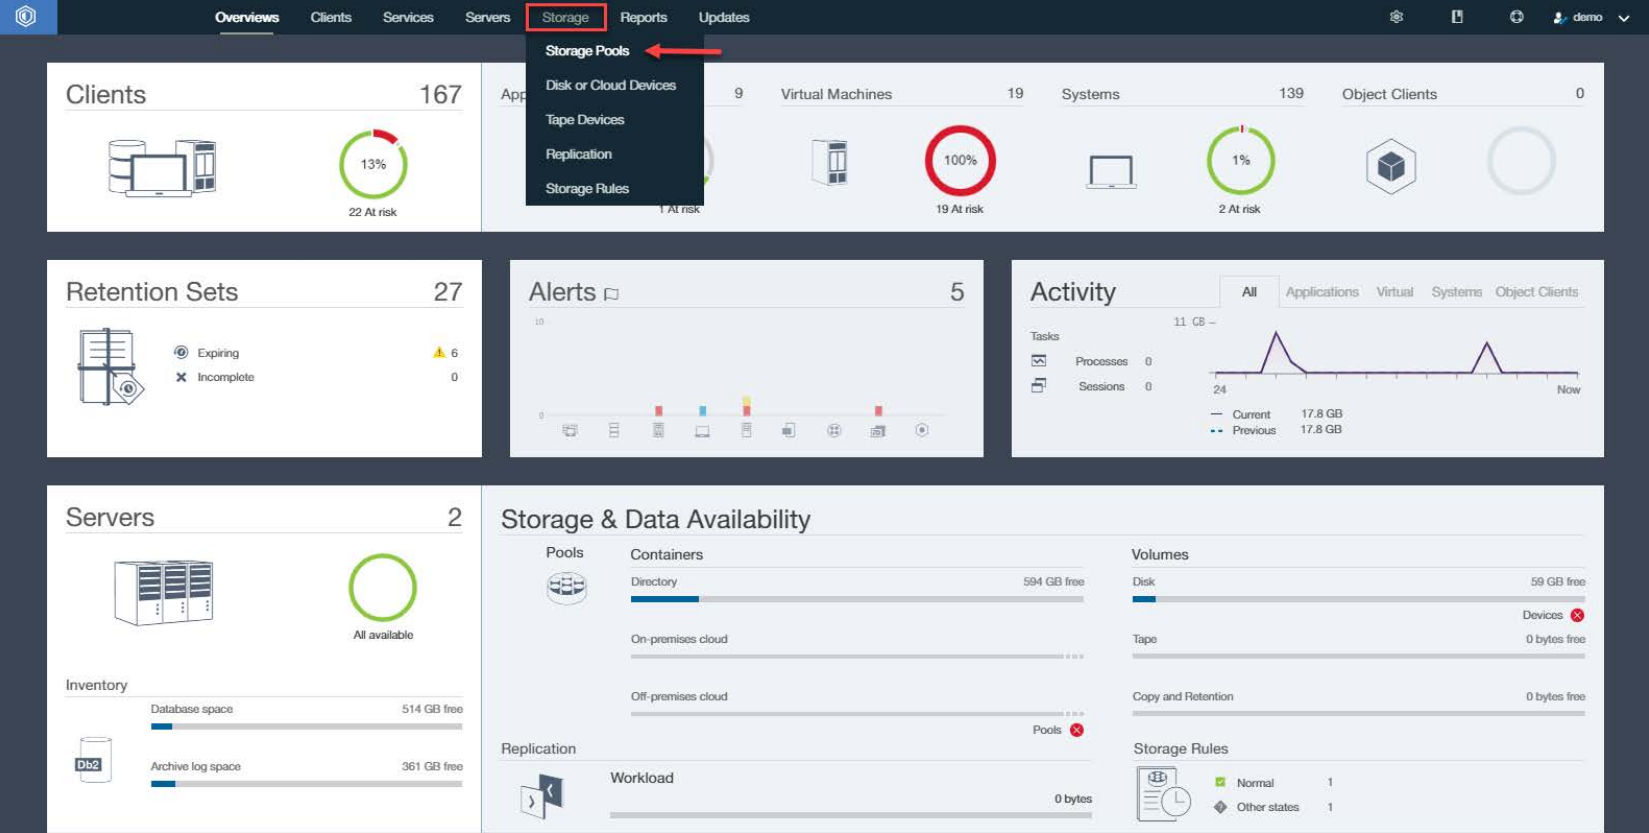 Overviews Clients Services Servers Storage Reports Updates demo
Storage Pools
Disk or Cloud Devices
Tape Devices
Replication
Storage Rules
Clients 167
13%
22 At risk
App 9
1 At risk
Virtual Machines 19
100%
19 At risk
Systems 139
1%
2 At risk
Object Clients 0
Retention Sets 27
Expiring 6
Incomplete 0
Alerts 5
10
0
Activity All Applications Virtual Systems Object Clients
11 GB
Tasks
Processes 0
Sessions 0
24 Now
Current 17.8 GB
Previous 17.8 GB
Servers 2
All available
Inventory
Database space 514 GB free
Db2
Archive log space 361 GB free
Storage & Data Availability
Pools
Containers
Directory 594 GB free
On-premises cloud
Off-premises cloud
Pools
Volumes
Disk 59 GB free
Devices
Tape 0 bytes free
Copy and Retention 0 bytes free
Replication
Workload
0 bytes
Storage Rules
Normal 1
Other states 1